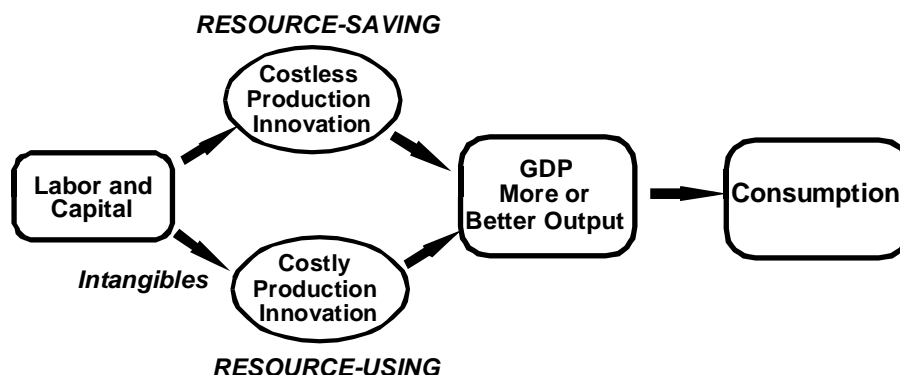 RESOURCE-SAVING
Costless
Production
Innovation
Labor and
Capital
GDP
More or
Better Output
Consumption
Intangibles
Costly
Production
Innovation
RESOURCE-USING